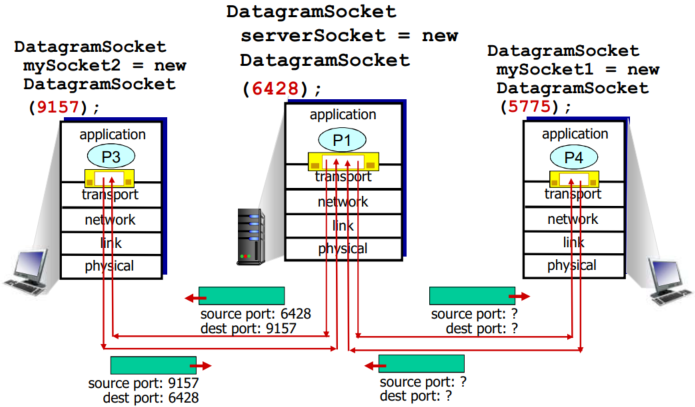 DatagramSocket
serverSocket = new
DatagramSocket
(6428);
DatagramSocket
mySocket2 = new
DatagramSocket
(9157);
DatagramSocket
mySocket1 = new
DatagramSocket
(5775);
application
P3
transport
network
link
physical
application
P1
transport
network
link
physical
application
P4
transport
network
link
physical
source port: 6428
dest port: 9157
source port: ?
dest port: ?
source port: 9157
dest port: 6428
source port: ?
dest port: ?